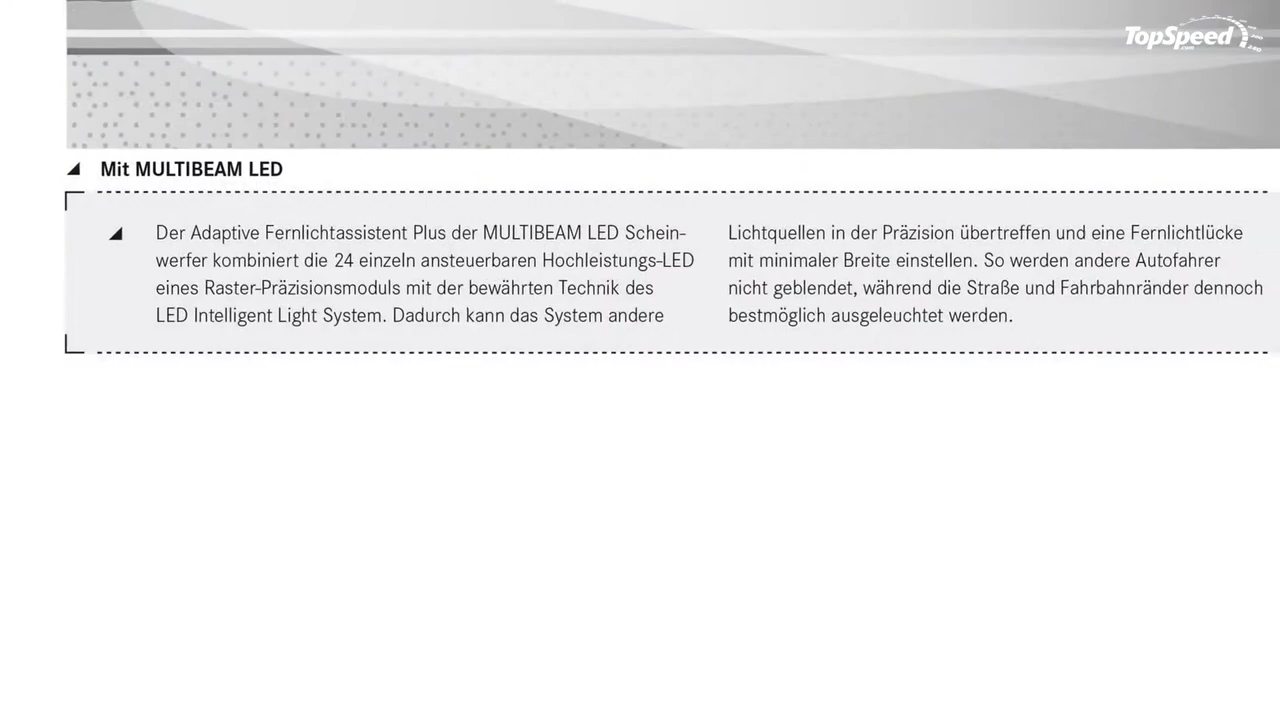 TopSpeed
.com
Mit MULTIBEAM LED
Der Adaptive Fernlichtassistent Plus der MULTIBEAM LED Schein-
werfer kombiniert die 24 einzeln ansteuerbaren Hochleistungs-LED
eines Raster-Präzisionsmoduls mit der bewährten Technik des
LED Intelligent Light System. Dadurch kann das System andere
Lichtquellen in der Präzision übertreffen und eine Fernlichtlücke
mit minimaler Breite einstellen. So werden andere Autofahrer
nicht geblendet, während die Straße und Fahrbahnränder dennoch
bestmöglich ausgeleuchtet werden.